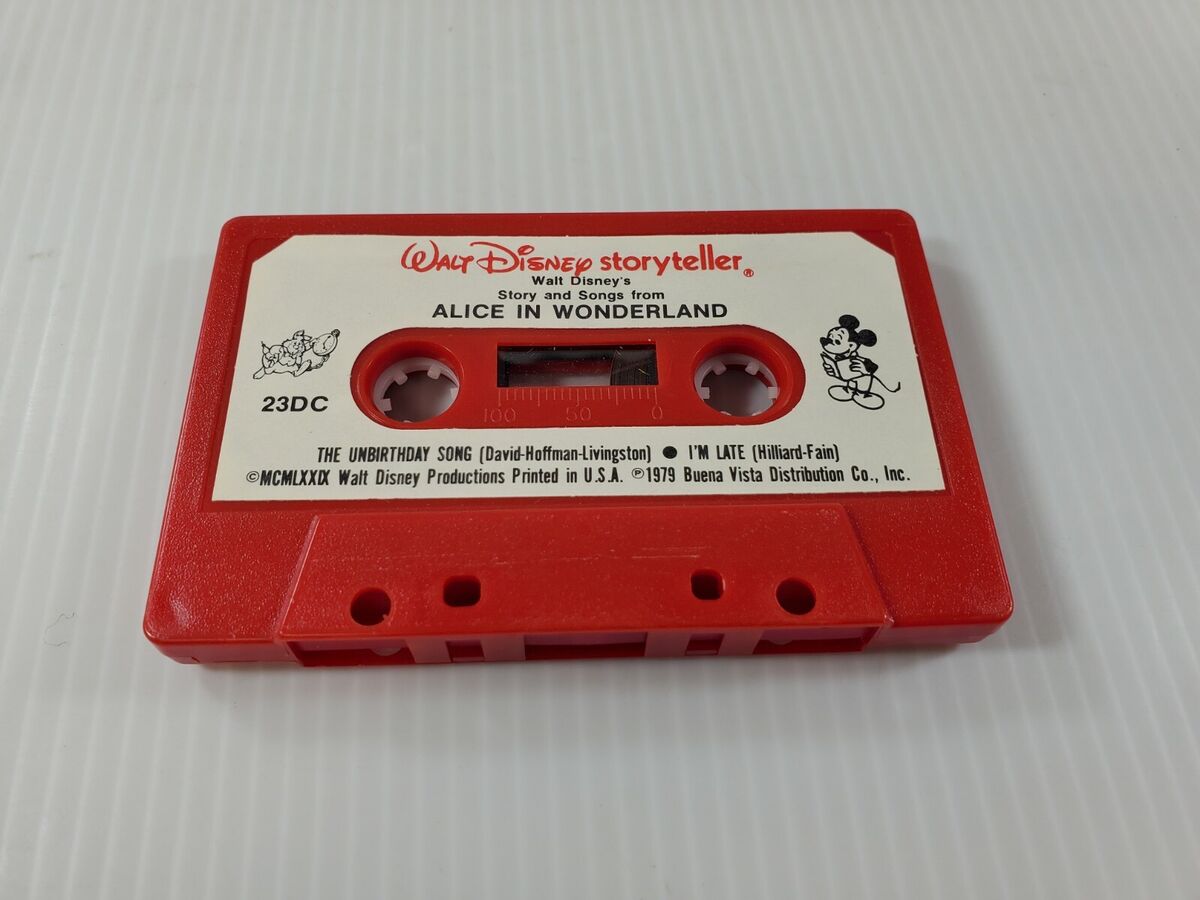 WALT DISNEY storyteller®
Walt Disney's
Story and Songs from
ALICE IN WONDERLAND
23DC
100 50 0
THE UNBIRTHDAY SONG (David-Hoffman-Livingston) ● I'M LATE (Hilliard-Fain)
©MCMLXXIX Walt Disney Productions Printed in U.S.A. ℗1979 Buena Vista Distribution Co., Inc.